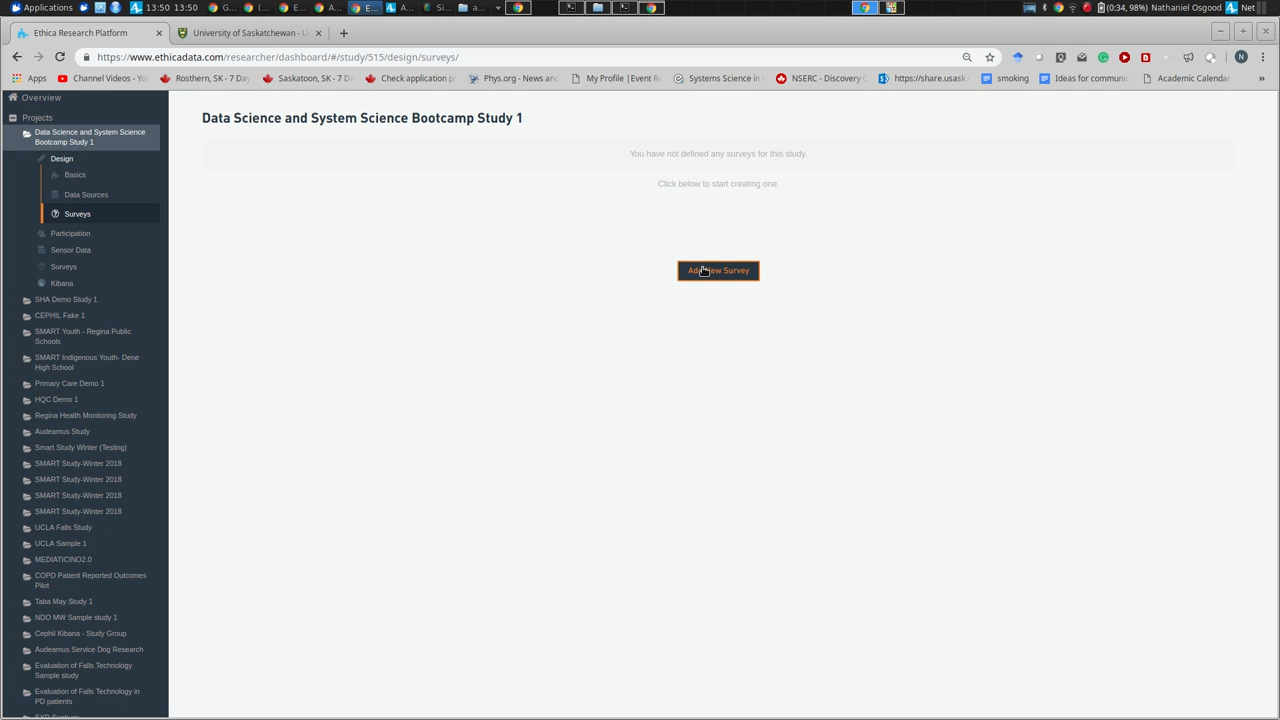 Applications
13:50
13:50
G...
(
E...
E...
A...
Si...
a...
(0:34, 98%)
Nathaniel Osgood
Net
Ethica Research Platform
University of Saskatchewan -
https://www.ethicadata.com/researcher/dashboard/#/study/515/design/surveys/
N
Apps
Channel Videos - Yo
Rosthern, SK - 7 Day
Saskatoon, SK - 7 D
Check application p
Phys.org - News and
My Profile | Event R
Systems Science in
NSERC - Discovery G
https://share.usask
smoking
Ideas for communic
Academic Calendar
»
Overview
Projects
Data Science and System Science
Bootcamp Study 1
Design
Basics
Data Sources
Surveys
Participation
Sensor Data
Surveys
Kibana
SHA Demo Study 1
CEPHIL Fake 1
SMART Youth - Regina Public
Schools
SMART Indigenous Youth- Dene
High School
Primary Care Demo 1
HQC Demo 1
Regina Health Monitoring Study
Audeamus Study
Smart Study Winter (Testing)
SMART Study-Winter 2018
SMART Study-Winter 2018
SMART Study-Winter 2018
SMART Study-Winter 2018
UCLA Falls Study
UCLA Sample 1
MEDIATICINO2.0
COPD Patient Reported Outcomes
Pilot
Taba May Study 1
NDO MW Sample study 1
Cephil Kibana - Study Group
Audeamus Service Dog Research
Evaluation of Falls Technology
Sample study
Evaluation of Falls Technology in
PD patients
Data Science and System Science Bootcamp Study 1
You have not defined any surveys for this study.
Click below to start creating one.
Add New Survey